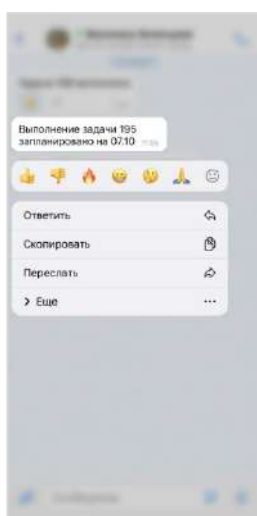 Выполнение задачи 195
запланировано на 07.10
Ответить
Скопировать
Переслать
Еще